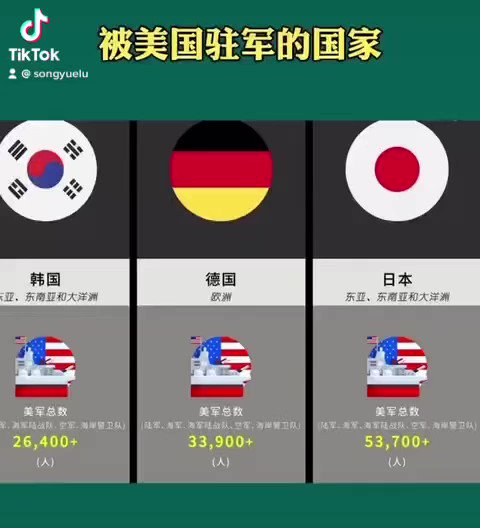 TikTok
@songyuelu
被美国驻军的国家
韩国
东亚、东南亚和大洋洲
美军总数
军、海军、海军陆战队、空军、海岸警卫队)
26,400+
(人)
德国
欧洲
美军总数
(陆军、海军、海军陆战队、空军、海岸警卫队)
33,900+
(人)
日本
东亚、东南亚和大洋洲
美军总数
(陆军、海军、海军陆战队、空军、海岸警卫队)
53,700+
(人)